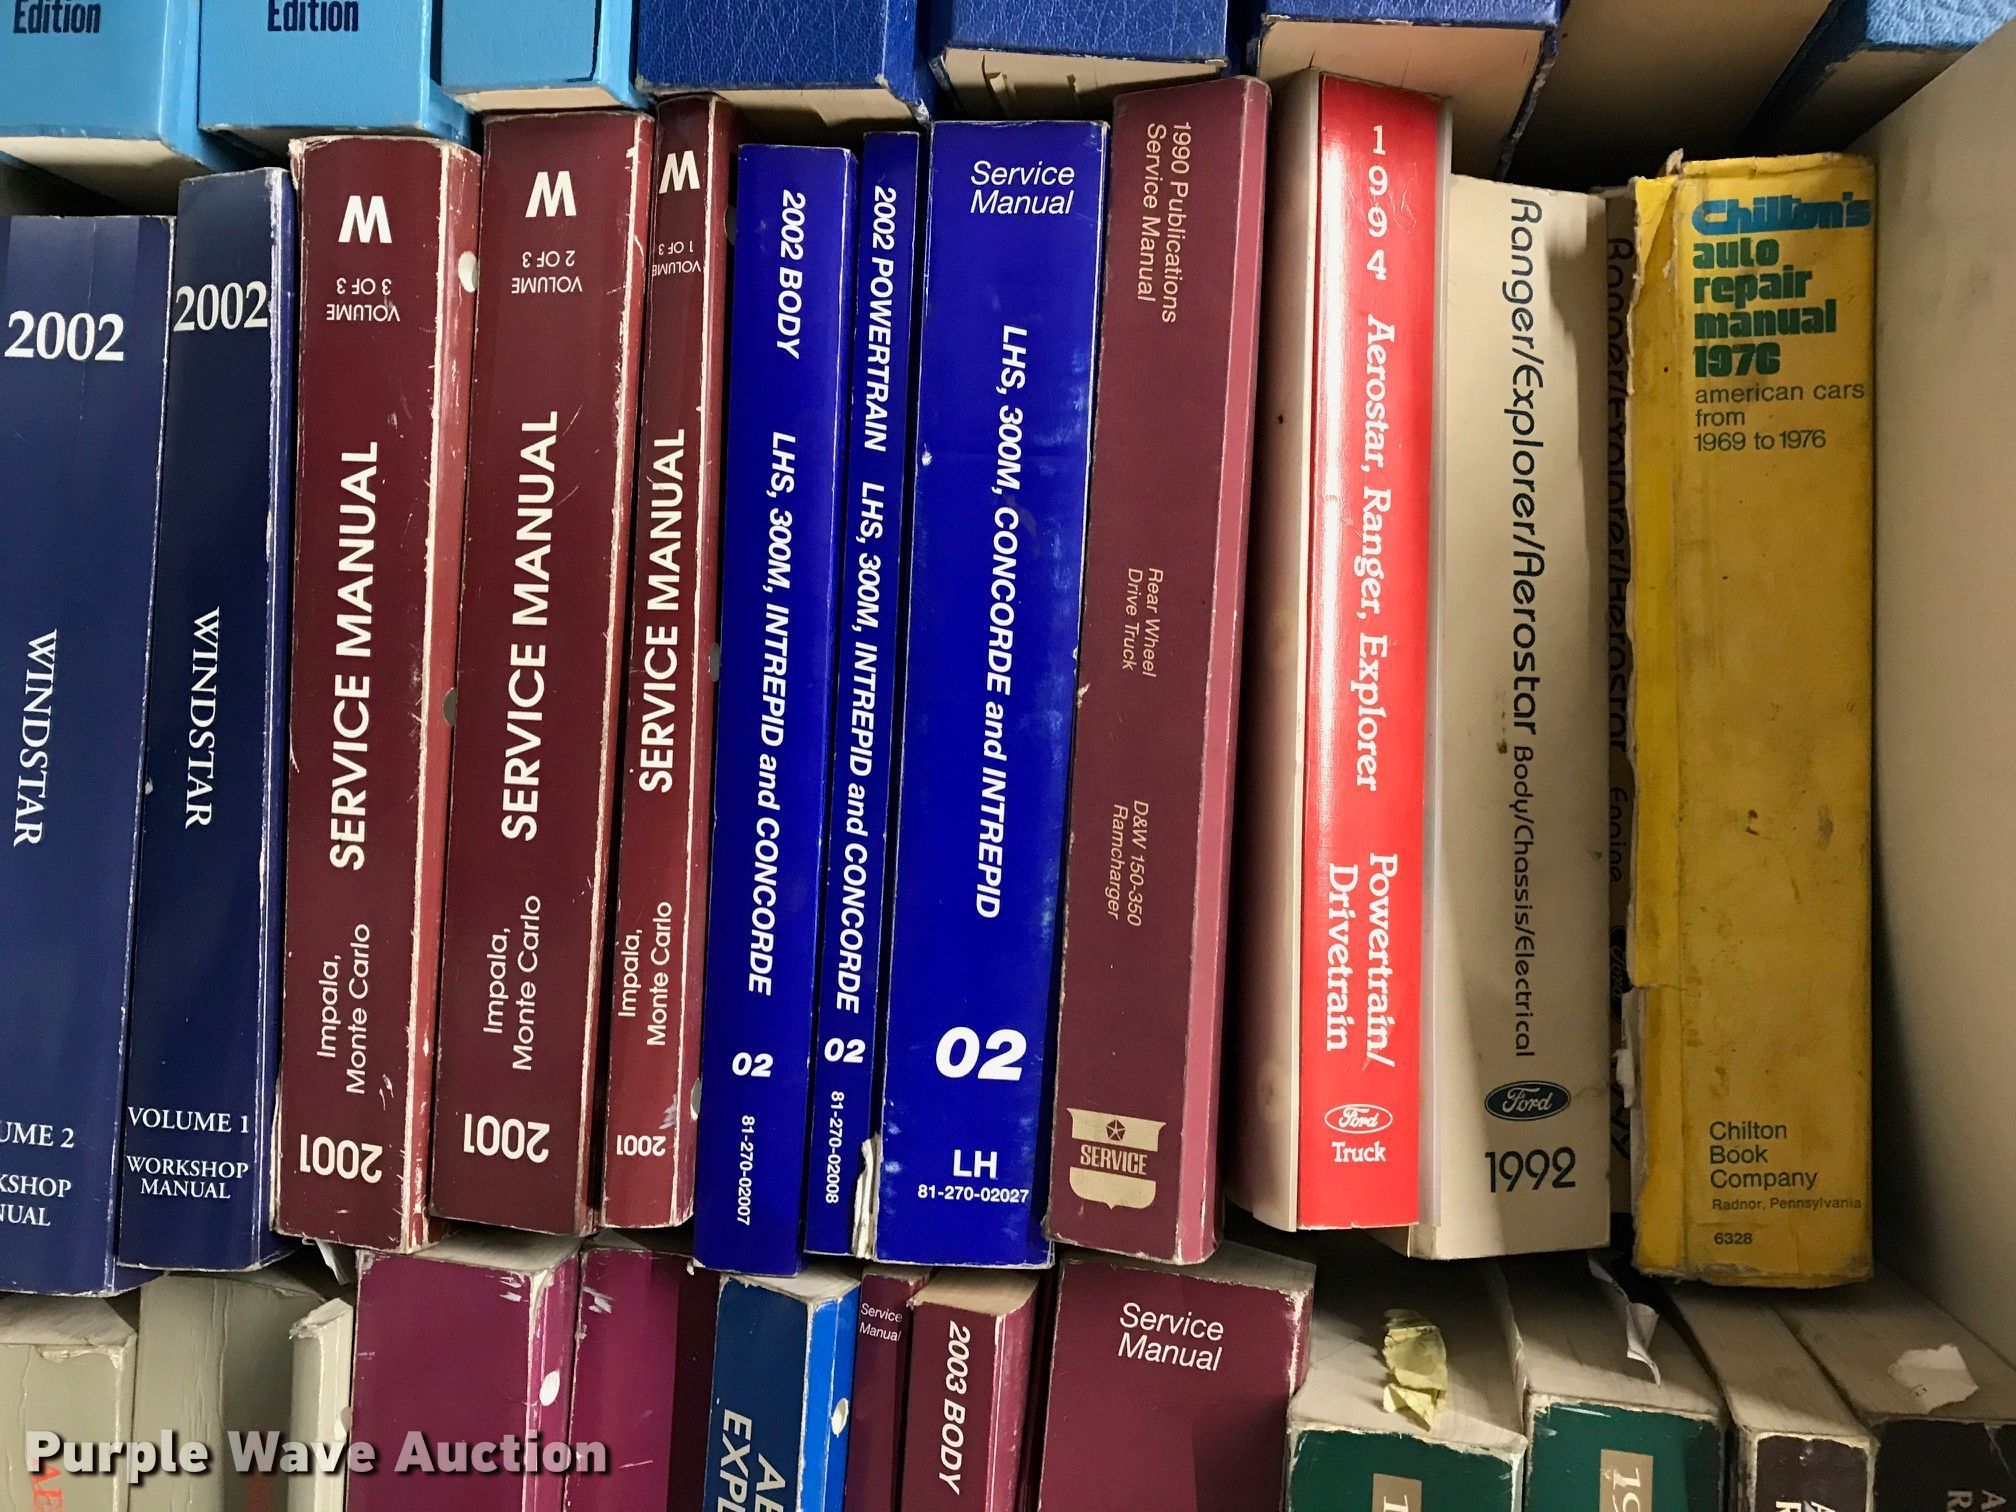 Edition
Edition
2002
WINDSTAR
UME 2
KSHOP
NUAL
2002
WINDSTAR
VOLUME 1
WORKSHOP
MANUAL
W
VOLUME
3 OF 3
SERVICE MANUAL
Impala,
Monte Carlo
2001
W
VOLUME
2 OF 3
SERVICE MANUAL
Impala,
Monte Carlo
2001
W
VOLUME
1 OF 3
SERVICE MANUAL
Impala,
Monte Carlo
2001
2002 BODY LHS, 300M, INTREPID and CONCORDE
02
81-270-02007
2002 POWERTRAIN LHS, 300M, INTREPID and CONCORDE
02
81-270-02008
Service
Manual
LHS, 300M, CONCORDE and INTREPID
02
LH
81-270-02027
1990 Publications
Service Manual
Rear Wheel
Drive Truck
D&W 150-350
Ramcharger
SERVICE
1994 Aerostar, Ranger, Explorer
Powertrain/
Drivetrain
Ford
Truck
Ranger/Explorer/Aerostar Body/Chassis/Electrical
Ford
1992
Ranger/Explorer/Aerostar Engine
Chilton's
auto
repair
manual
1976
american cars
from
1969 to 1976
Chilton
Book
Company
Radnor, Pennsylvania
6328
Service
Manual
2003 BODY
Service
Manual
Purple Wave Auction